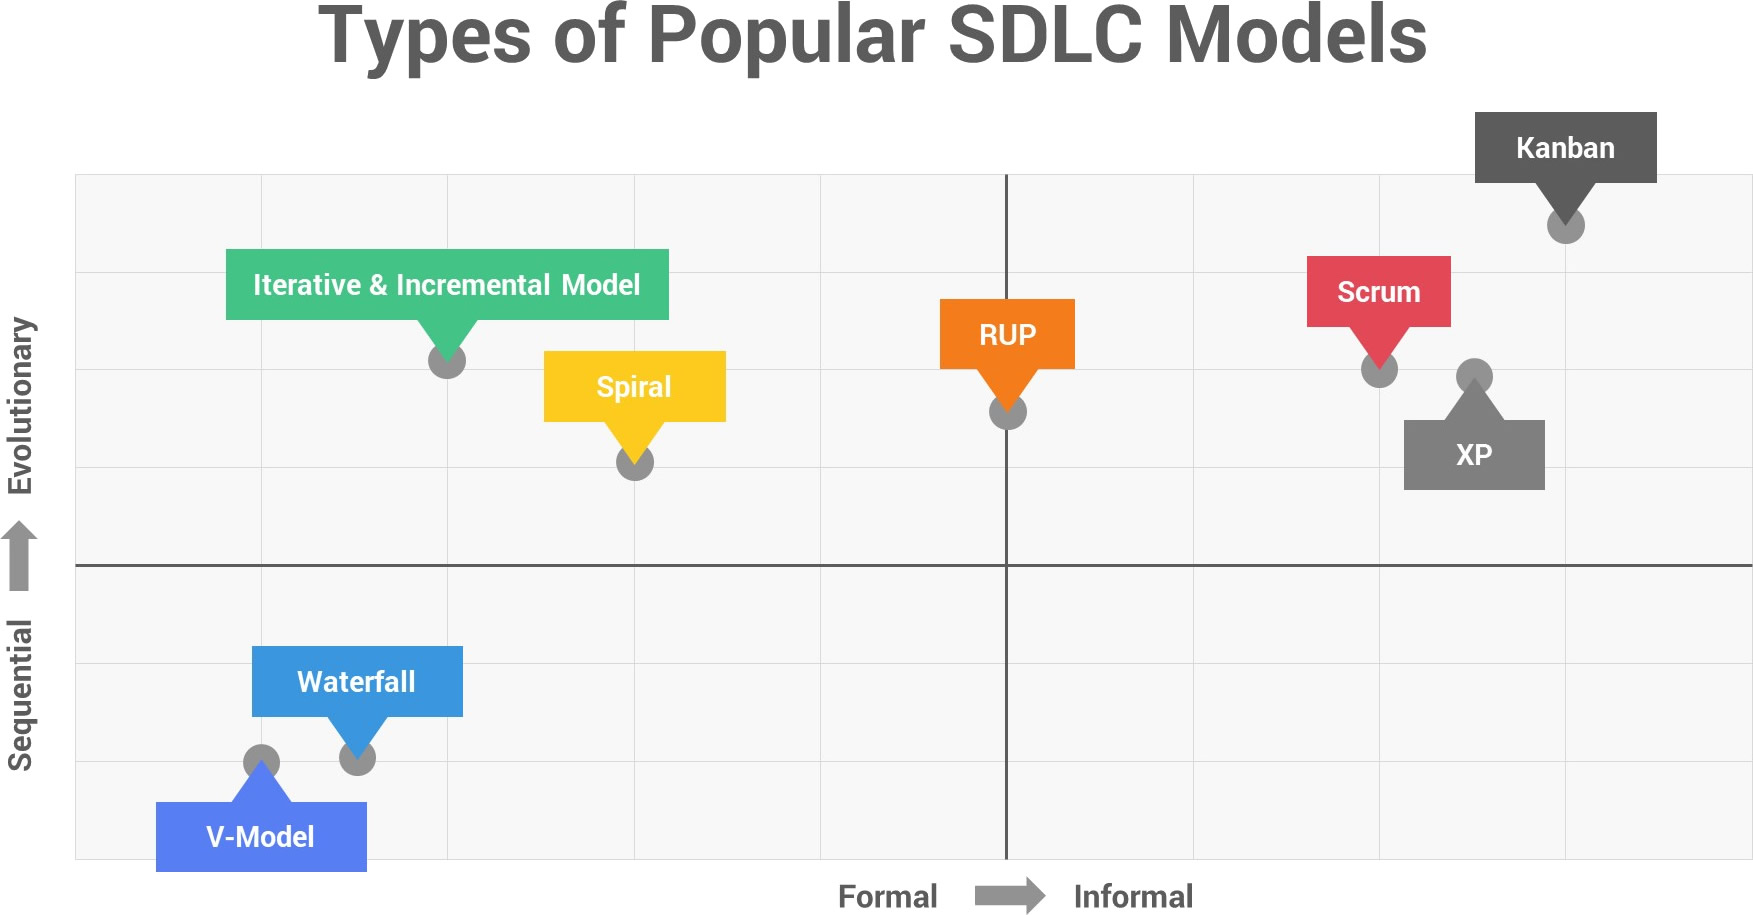 Types of Popular SDLC Models
Kanban
Iterative & Incremental Model
Scrum
RUP
Spiral
XP
Evolutionary
Sequential
Waterfall
V-Model
Formal
Informal